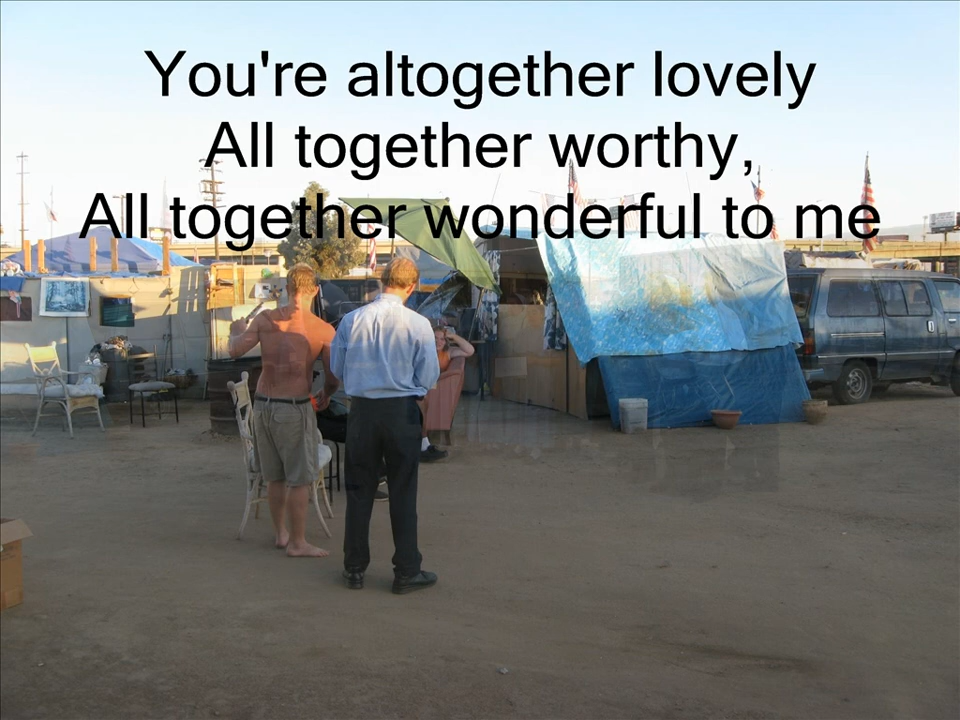 You're altogether lovely
All together worthy,
All together wonderful to me